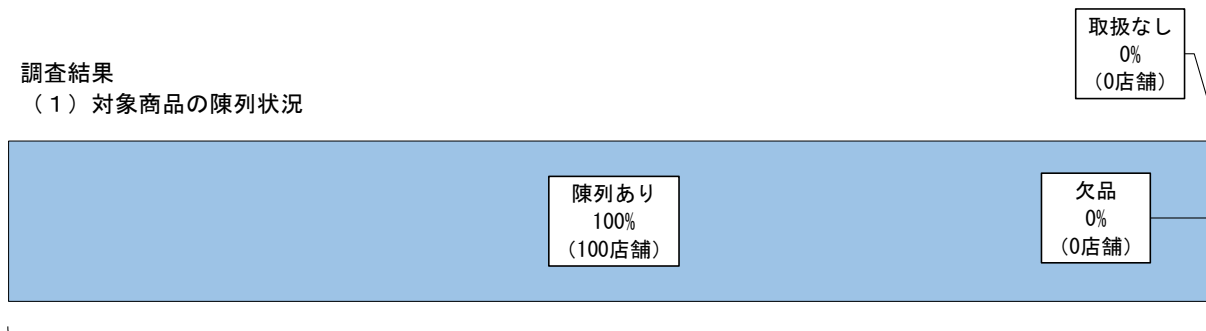 調査結果
（１）対象商品の陳列状況
取扱なし
0%
（0店舗）
陳列あり
100%
（100店舗）
欠品
0%
（0店舗）